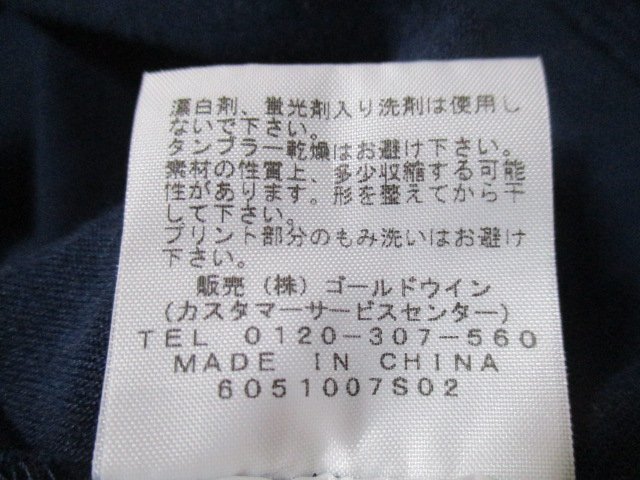 漂白剤、蛍光剤入り洗剤は使用し
ないで下さい。
タンブラー乾燥はお避け下さい。
素材の性質上、多少収縮する可能
性があります。形を整えてから干
して下さい。
プリント部分のもみ洗いはお避け
下さい。
販売（株）ゴールドウイン
(カスタマーサービスセンター)
TEL 0120-307-560
MADE IN CHINA
6051007S02